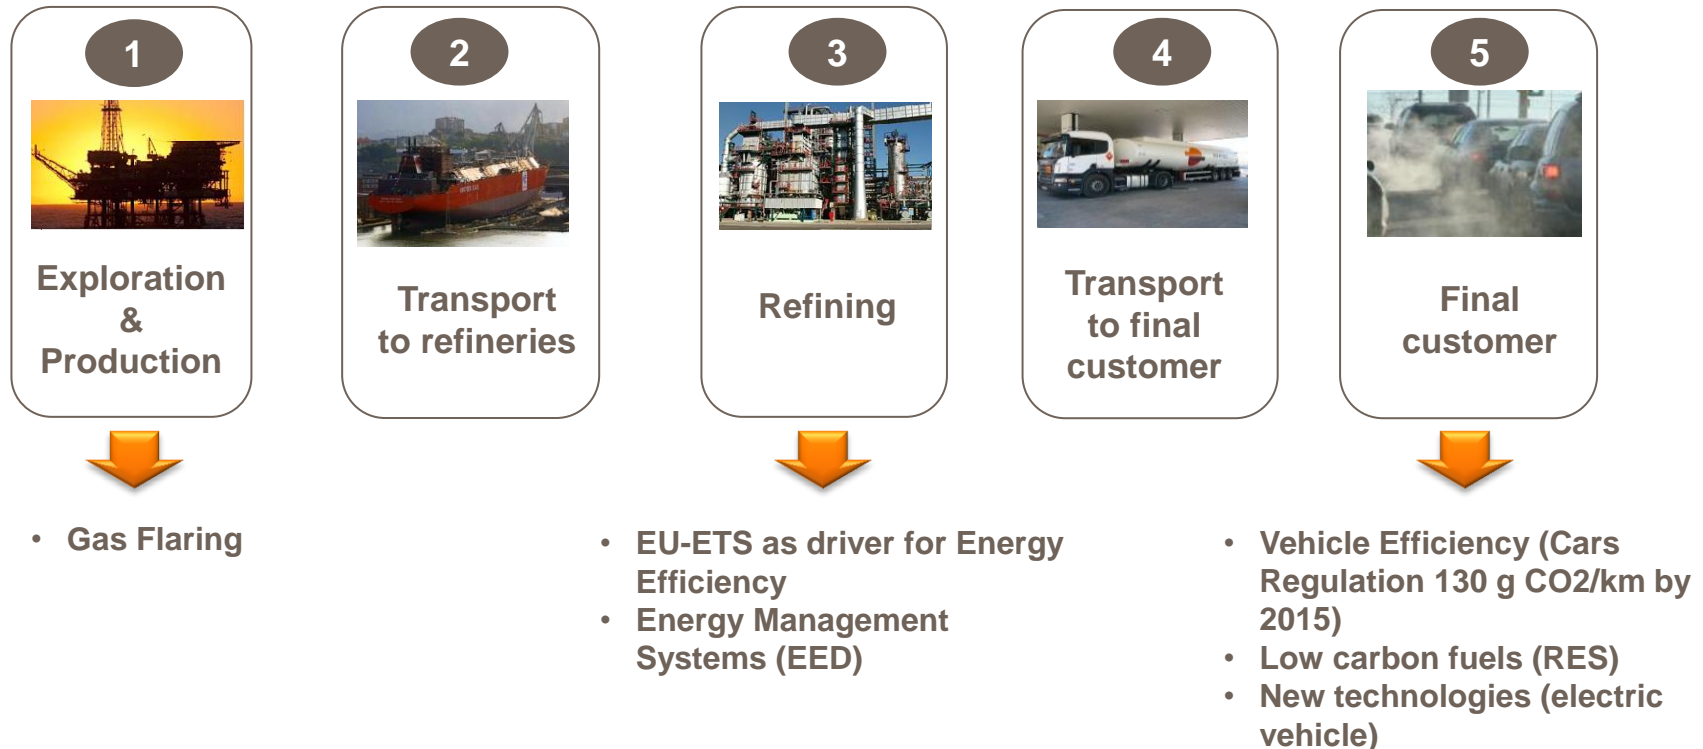 1
2
3
4
5
Exploration
&
Production
Transport
to refineries
Refining
Transport
to final
customer
Final
customer
• Gas Flaring
• EU-ETS as driver for Energy
Efficiency
• Energy Management
Systems (EED)
• Vehicle Efficiency (Cars
Regulation 130 g CO2/km by
2015)
• Low carbon fuels (RES)
• New technologies (electric
vehicle)